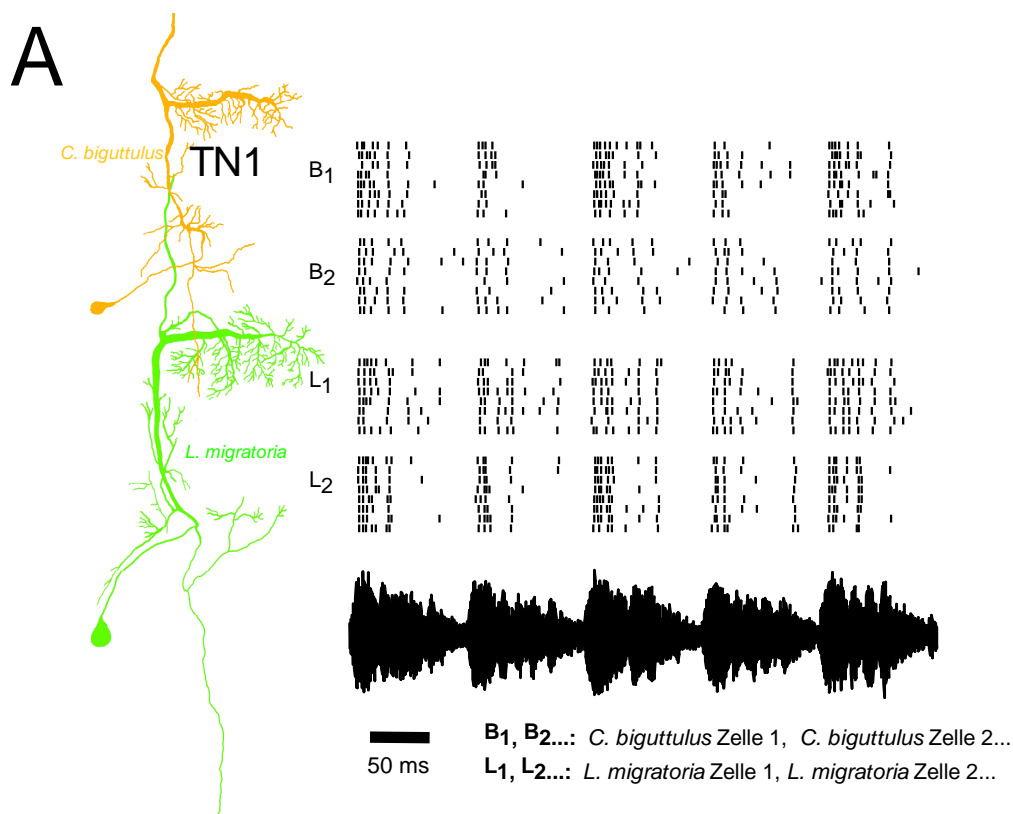 A
C. biguttulus
TN1
B1
B2
L1
L. migratoria
L2
B1, B2...: C. biguttulus Zelle 1, C. biguttulus Zelle 2...
50 ms
L1, L2...: L. migratoria Zelle 1, L. migratoria Zelle 2...